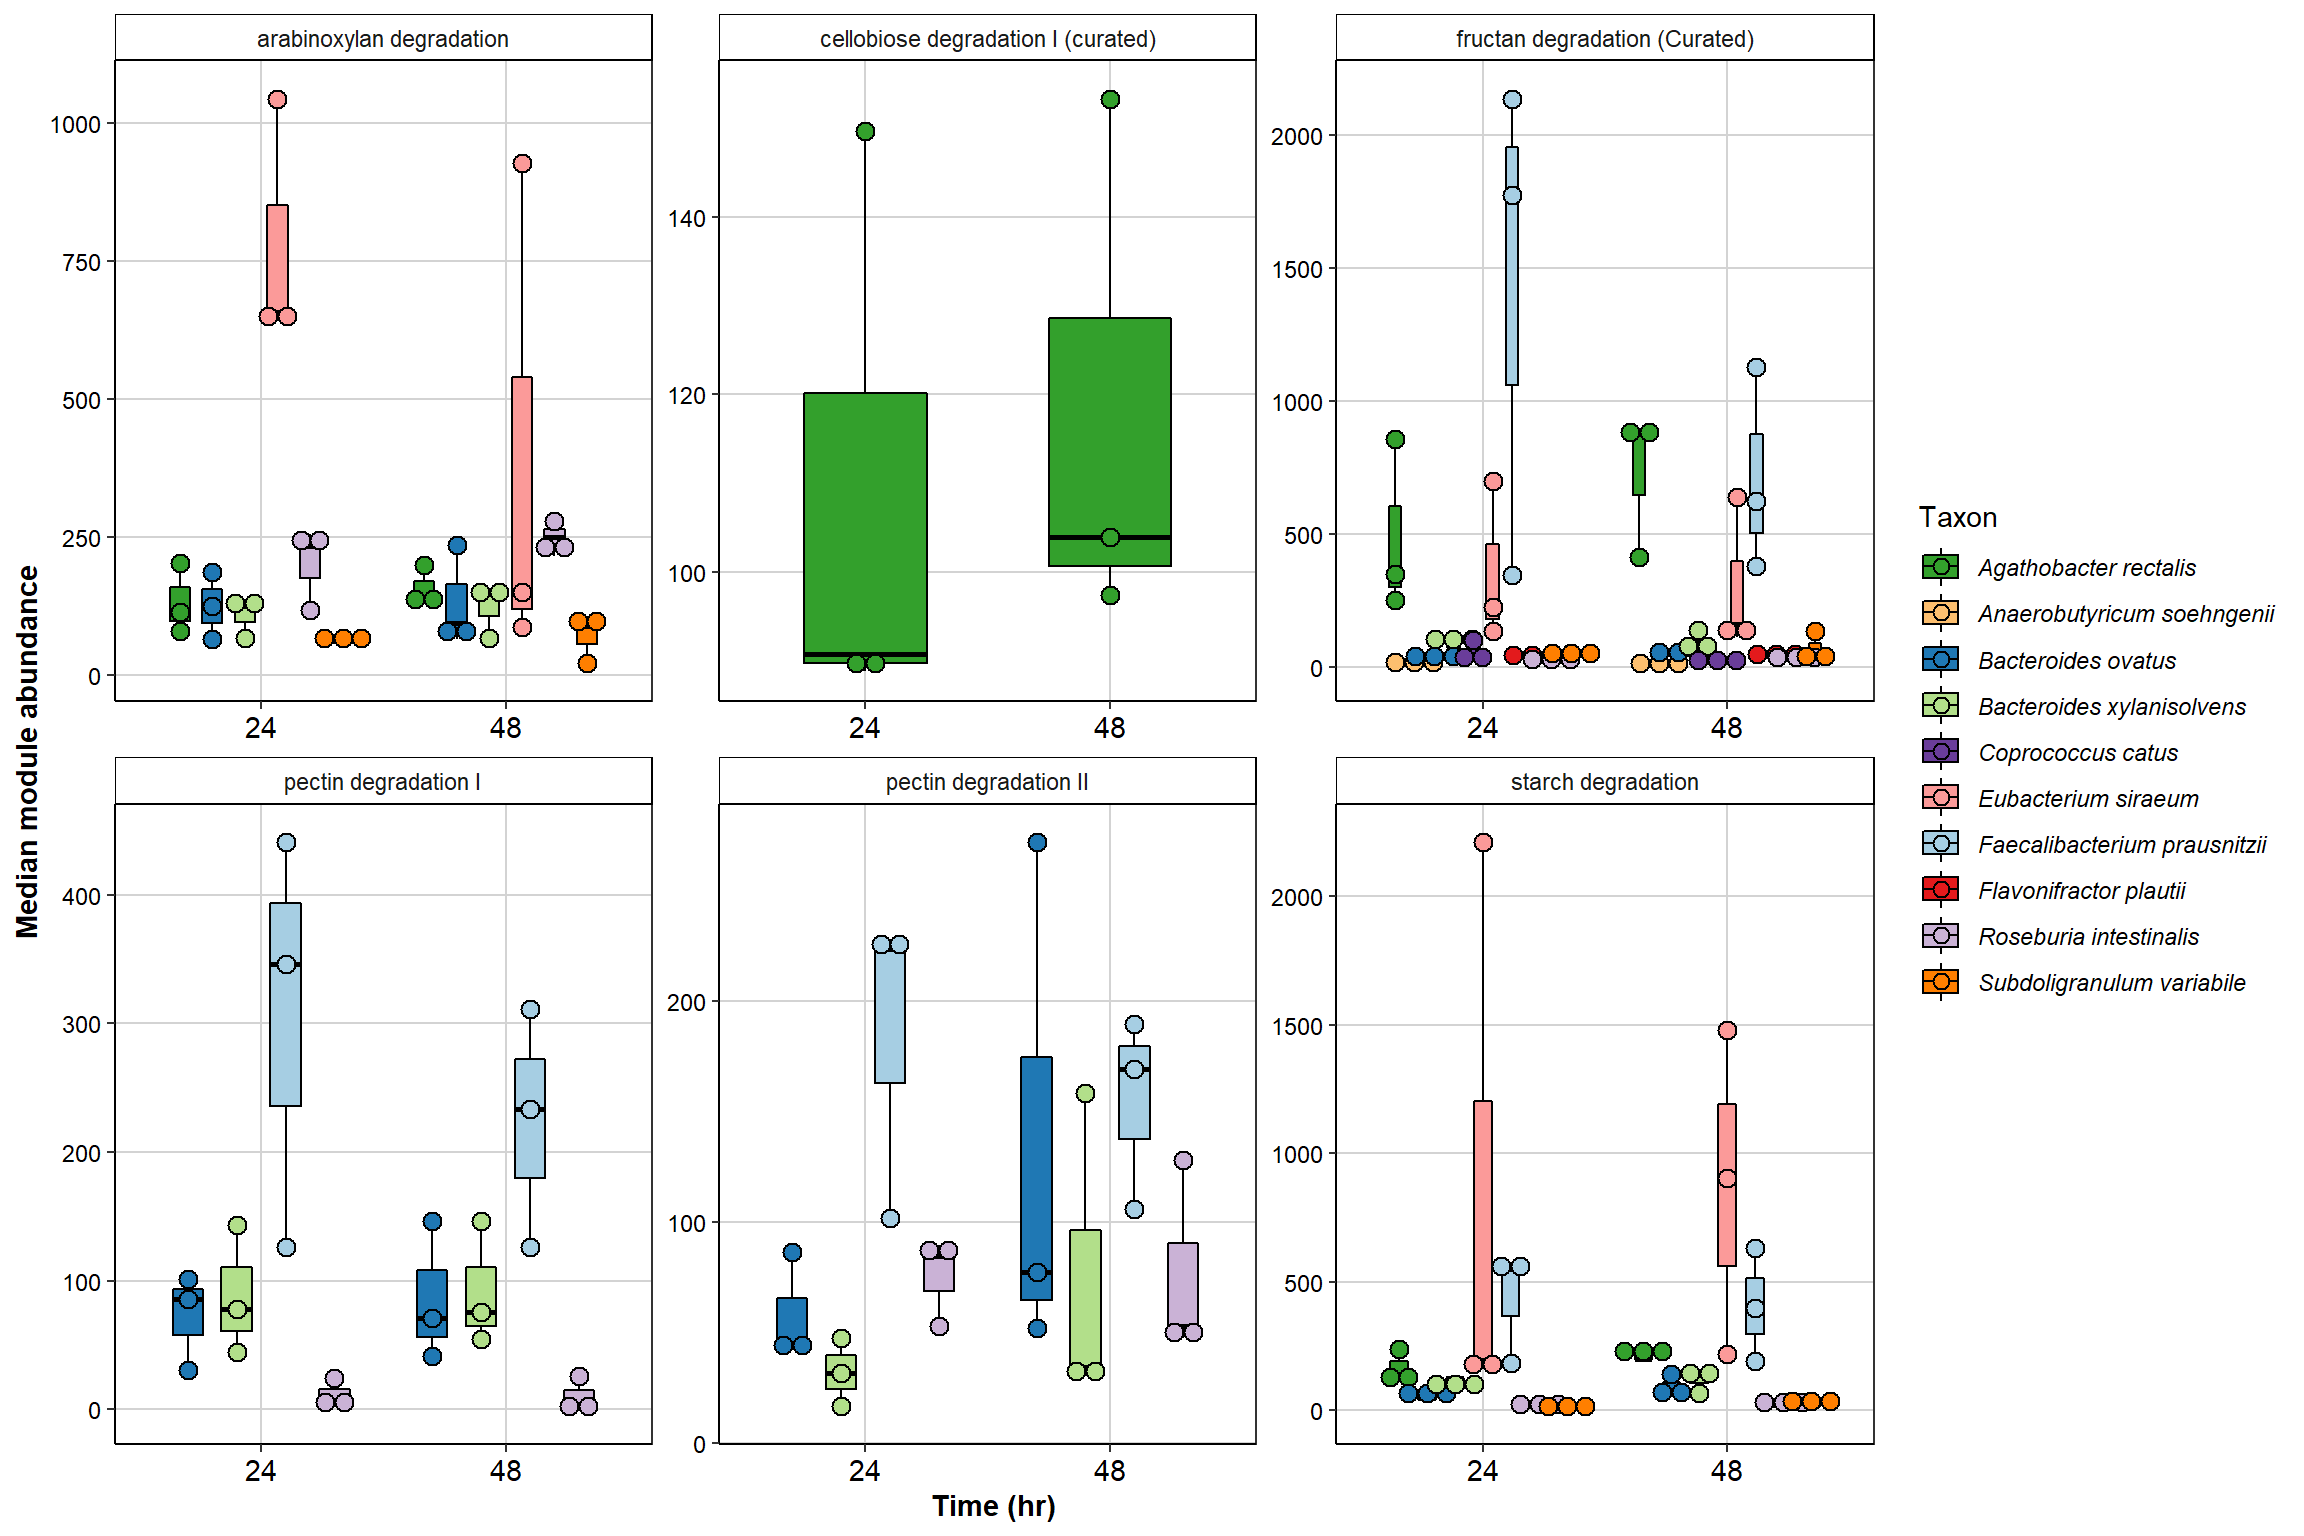 arabinoxylan degradation
cellobiose degradation I (curated)
fructan degradation (Curated)
1000
750
500
250
0
140
120
100
2000
1500
1000
500
0
24
48
24
48
24
48
pectin degradation I
pectin degradation II
starch degradation
400
300
200
100
0
200
100
0
2000
1500
1000
500
0
24
48
24
48
24
48
Median module abundance
Time (hr)
Taxon
Agathobacter rectalis
Anaerobutyricum soehngenii
Bacteroides ovatus
Bacteroides xylanisolvens
Coprococcus catus
Eubacterium siraeum
Faecalibacterium prausnitzii
Flavonifractor plautii
Roseburia intestinalis
Subdoligranulum variabile